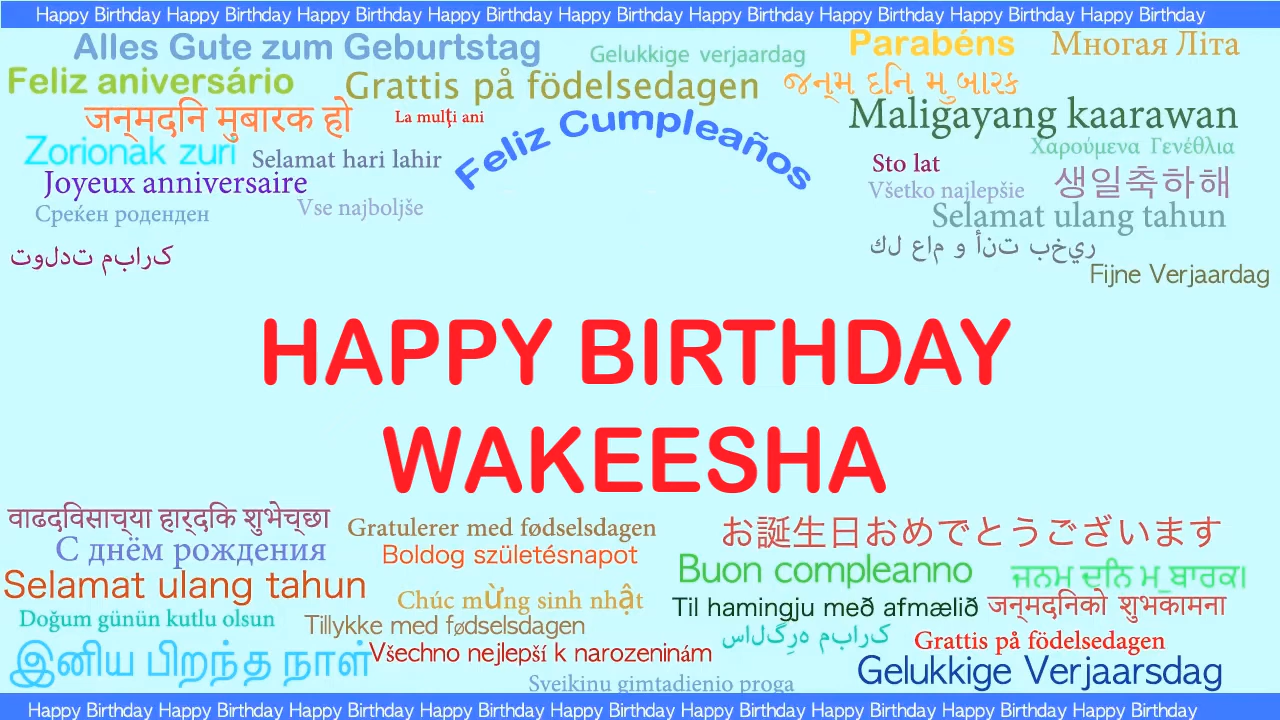 Happy Birthday Happy Birthday Happy Birthday Happy Birthday Happy Birthday Happy Birthday Happy Birthday Happy Birthday Happy Birthday
Alles Gute zum Geburtstag
Gelukkige verjaardag
Parabéns
Многая Літа
Feliz aniversário
Grattis på födelsedagen
જન્મ દિન મુ બારક
जन्मदिन मुबारक हो
La mulţi ani
Feliz Cumpleaños
Maligayang kaarawan
Zorionak zuri
Selamat hari lahir
Χαρούμενα Γενέθλια
Joyeux anniversaire
Sto lat
생일축하해
Všetko najlepšie
Срећен роденден
Vse najboljše
Selamat ulang tahun
تولدت مبارک
كل عام و أنت بخير
Fijne Verjaardag
HAPPY BIRTHDAY
WAKEESHA
वाढदविसाच्या हार्दकि शुभेच्छा
Gratulerer med fødselsdagen
お誕生日おめでとうございます
С днём рождения
Boldog születésnapot
Buon compleanno
ਜਨਮ ਦਨਿ ਮੁਬਾਰਕ।
Selamat ulang tahun
Chúc mừng sinh nhật
Til hamingju með afmælið
जन्मदनिको शुभकामना
Doğum günün kutlu olsun
Tillykke med fødselsdagen
سالگرہ مبارک
Grattis på födelsedagen
இனிய பிறந்த நாள்
Všechno nejlepší k narozeninám
Gelukkige Verjaarsdag
Sveikinu gimtadienio proga
Happy Birthday Happy Birthday Happy Birthday Happy Birthday Happy Birthday Happy Birthday Happy Birthday Happy Birthday Happy Birthday